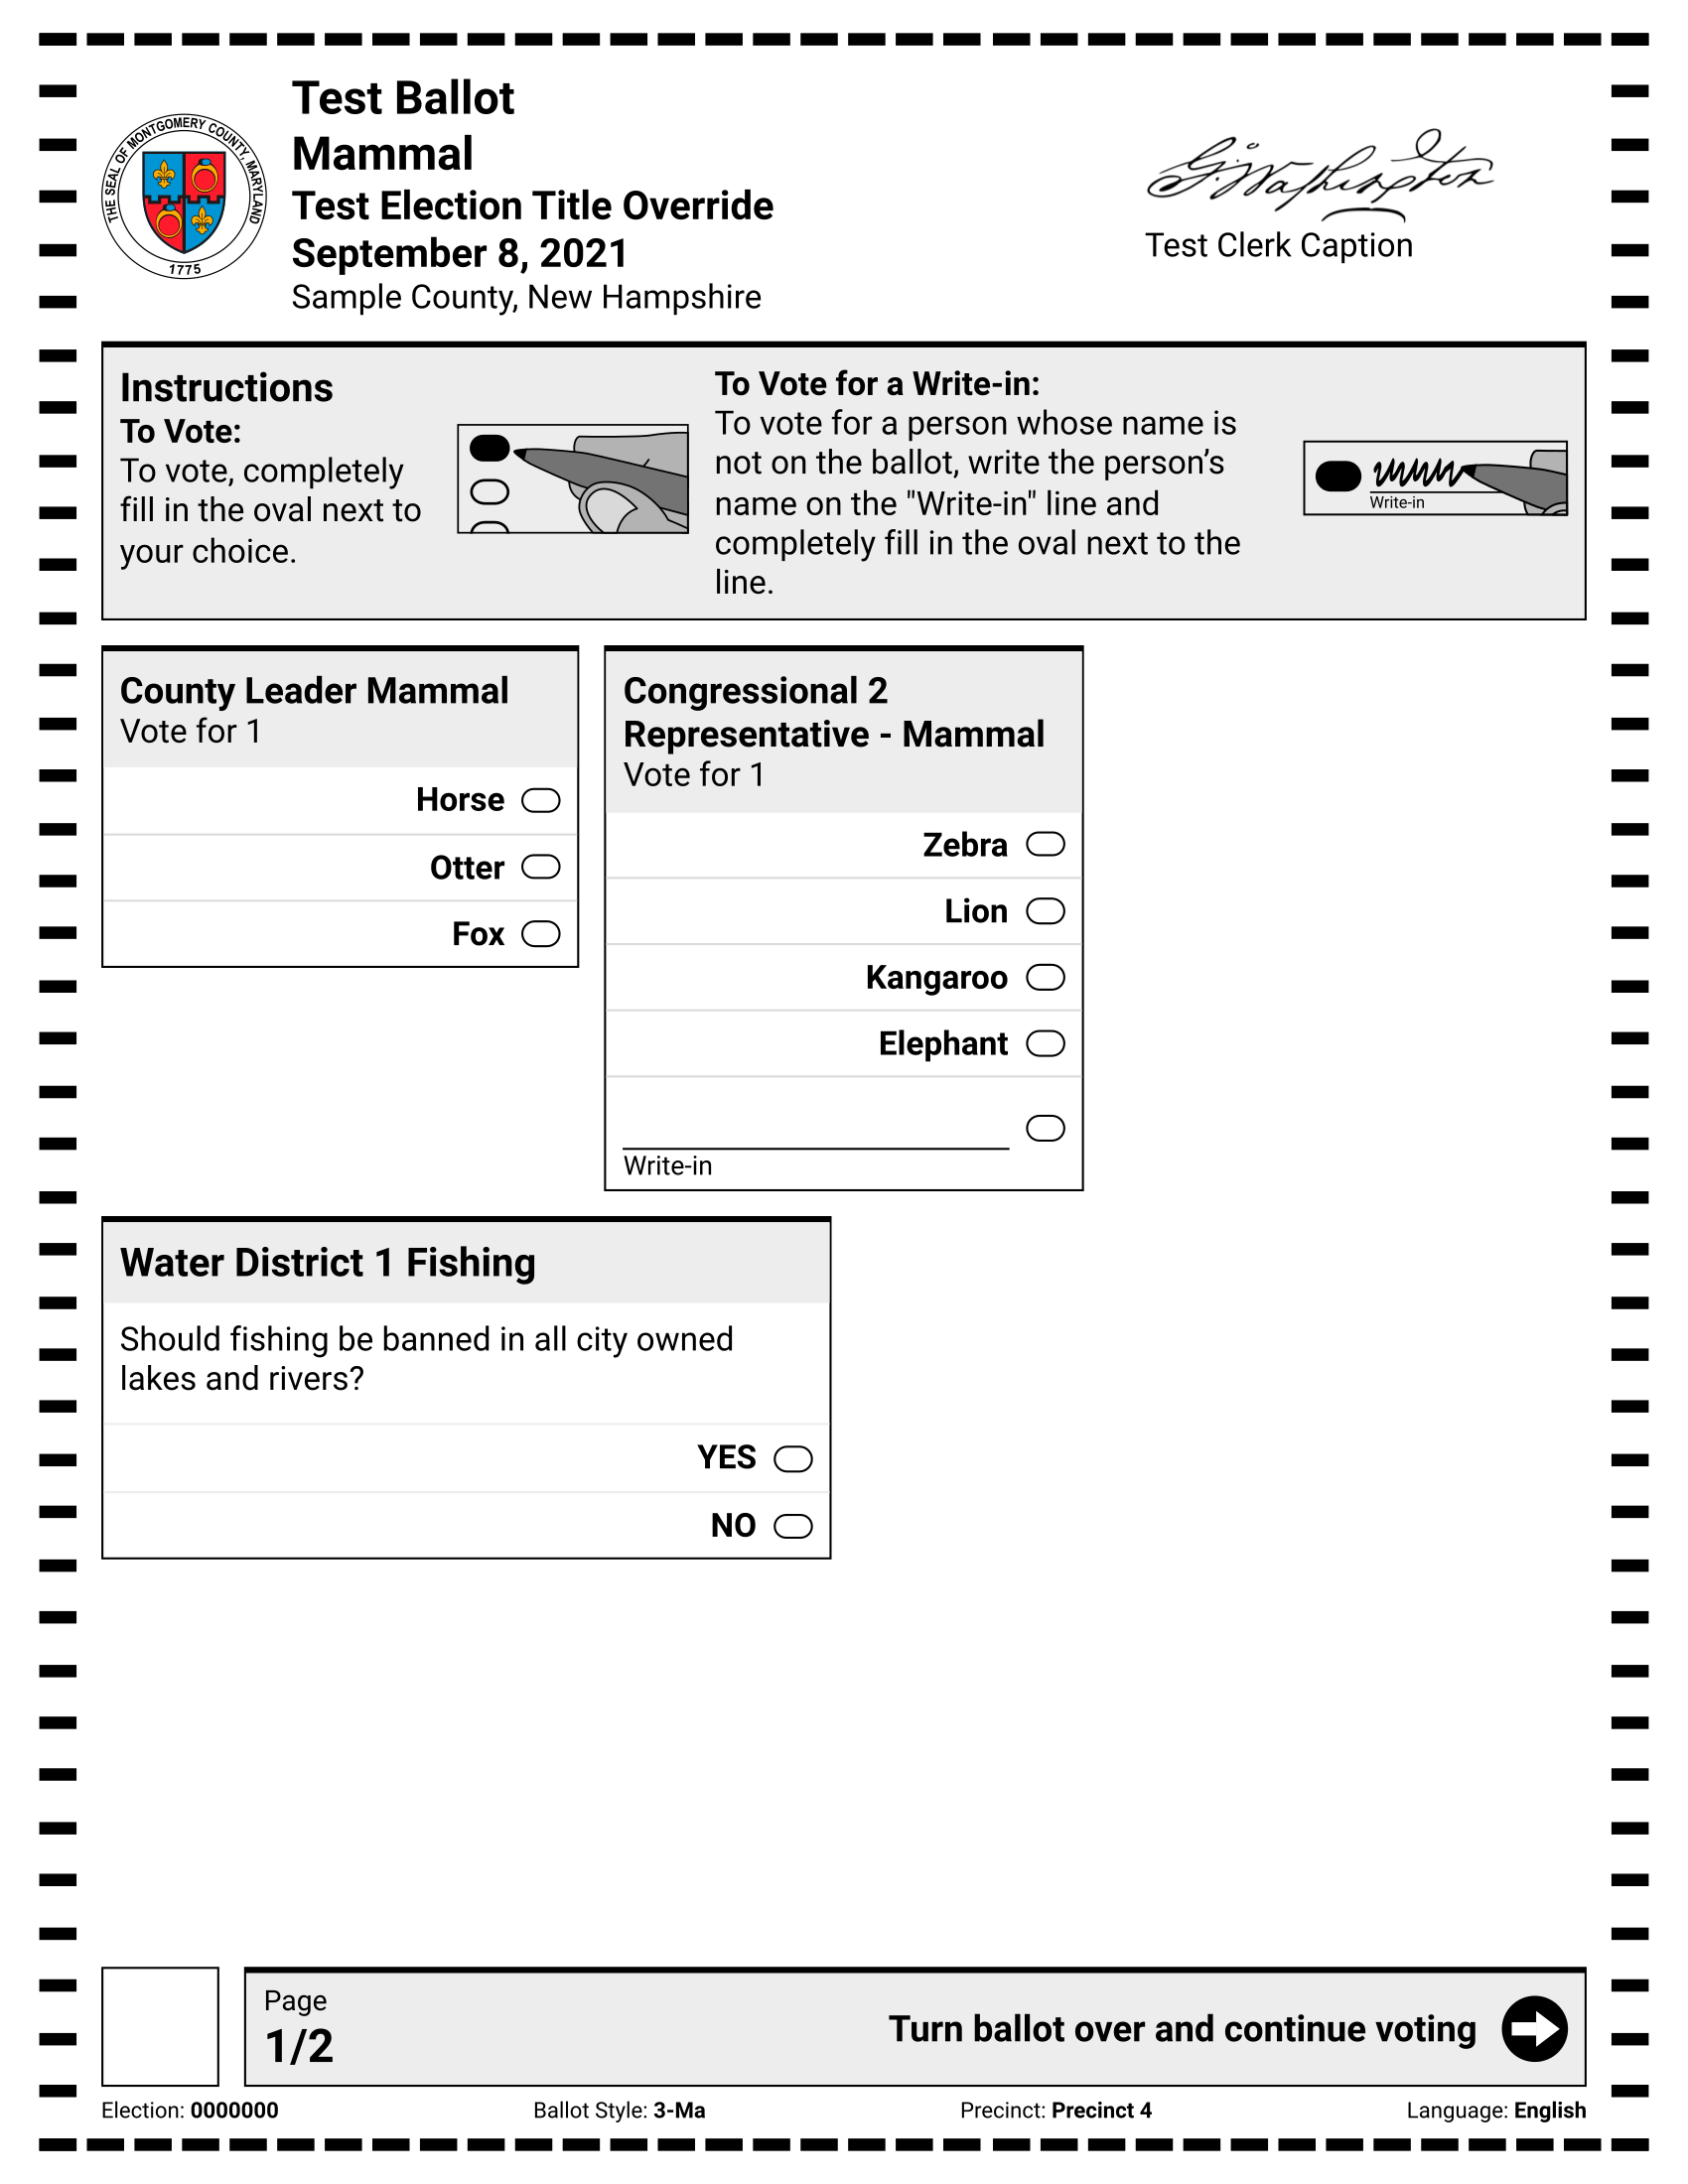 THE SEAL OF MONTGOMERY COUNTY, MARYLAND
1775
Test Ballot
Mammal
Test Election Title Override
September 8, 2021
Sample County, New Hampshire
G. Washington
Test Clerk Caption
Instructions
To Vote:
To vote, completely
fill in the oval next to
your choice.
To Vote for a Write-in:
To vote for a person whose name is
not on the ballot, write the person’s
name on the "Write-in" line and
completely fill in the oval next to the
line.
Write-in
County Leader Mammal
Vote for 1
Horse
Otter
Fox
Congressional 2
Representative - Mammal
Vote for 1
Zebra
Lion
Kangaroo
Elephant
Write-in
Water District 1 Fishing
Should fishing be banned in all city owned
lakes and rivers?
YES
NO
Page
1/2
Turn ballot over and continue voting
Election: 0000000
Ballot Style: 3-Ma
Precinct: Precinct 4
Language: English